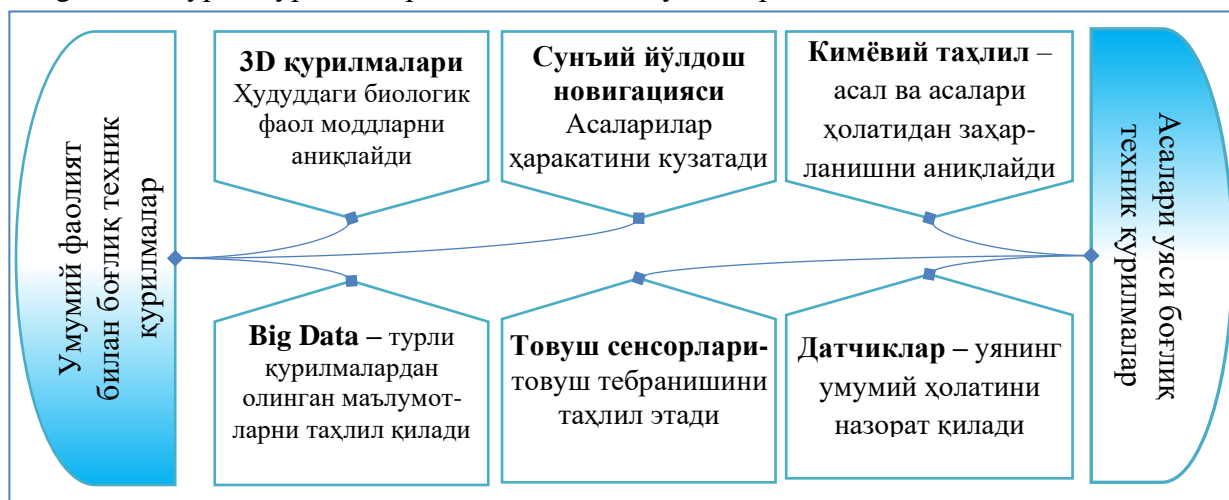 Умумий фаолият
билан боғлиқ техник
қурилмалар
3D қурилмалари
Ҳудуддаги биологик
фаол моддларни
аниқлайди
Сунъий йўлдош
новигацияси
Асаларилар
ҳаракатини кузатади
Кимёвий таҳлил –
асал ва асалари
ҳолатидан заҳар-
ланишни аниқлайди
Big Data – турли
қурилмалардан
олинган маълумот-
ларни таҳлил қилади
Товуш сенсорлари-
товуш тебранишини
таҳлил этади
Датчиклар – уянинг
умумий ҳолатини
назорат қилади
Асалари уяси боғлиқ
техник қурилмалар